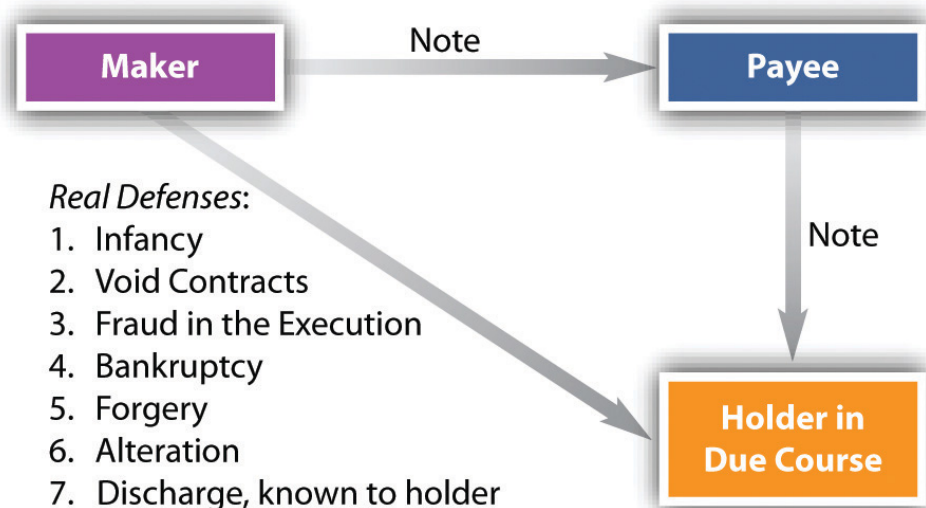 Maker
Note
Payee
Real Defenses:
1. Infancy
2. Void Contracts
3. Fraud in the Execution
4. Bankruptcy
5. Forgery
6. Alteration
7. Discharge, known to holder
Note
Holder in
Due Course